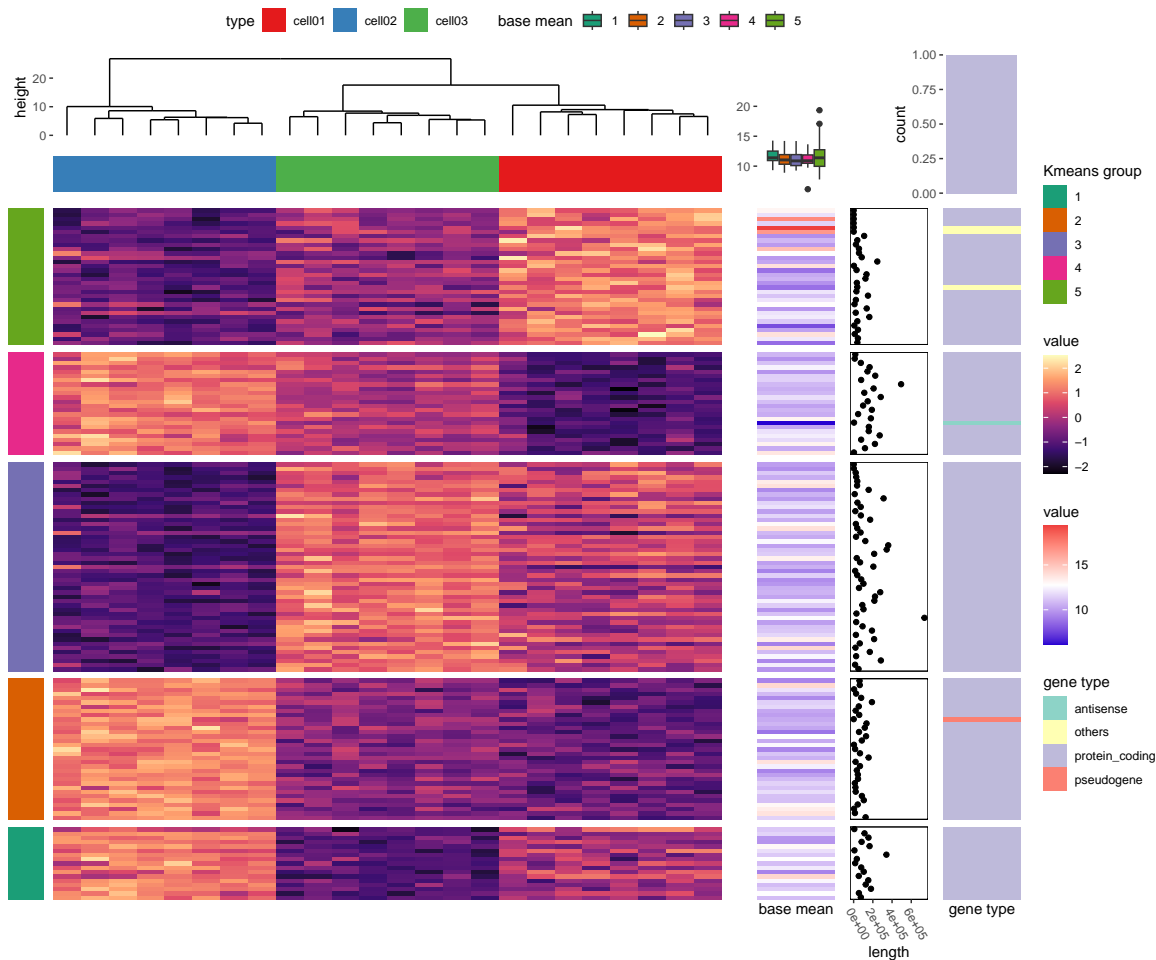 type cell01 cell02 cell03 base mean 1 2 3 4 5
height
20
10
0
20
15
10
count
1.00
0.75
0.50
0.25
0.00
Kmeans group
1
2
3
4
5
value
2
1
0
−1
−2
value
15
10
gene type
antisense
others
protein_coding
pseudogene
base mean
0e+00
2e+05
4e+05
6e+05
length
gene type